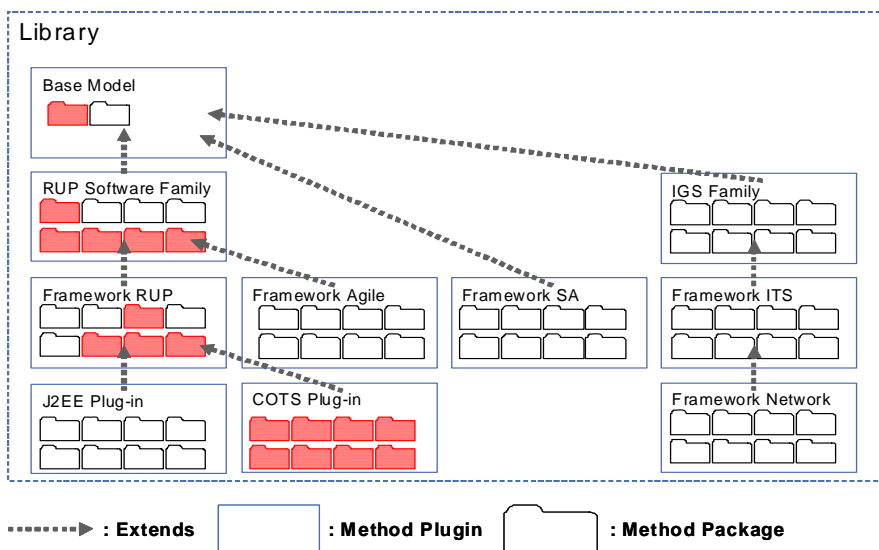 Library
Base Model
RUP Software Family
IGS Family
Framework RUP
Framework Agile
Framework SA
Framework ITS
J2EE Plug-in
COTS Plug-in
Framework Network
: Extends
: Method Plugin
: Method Package